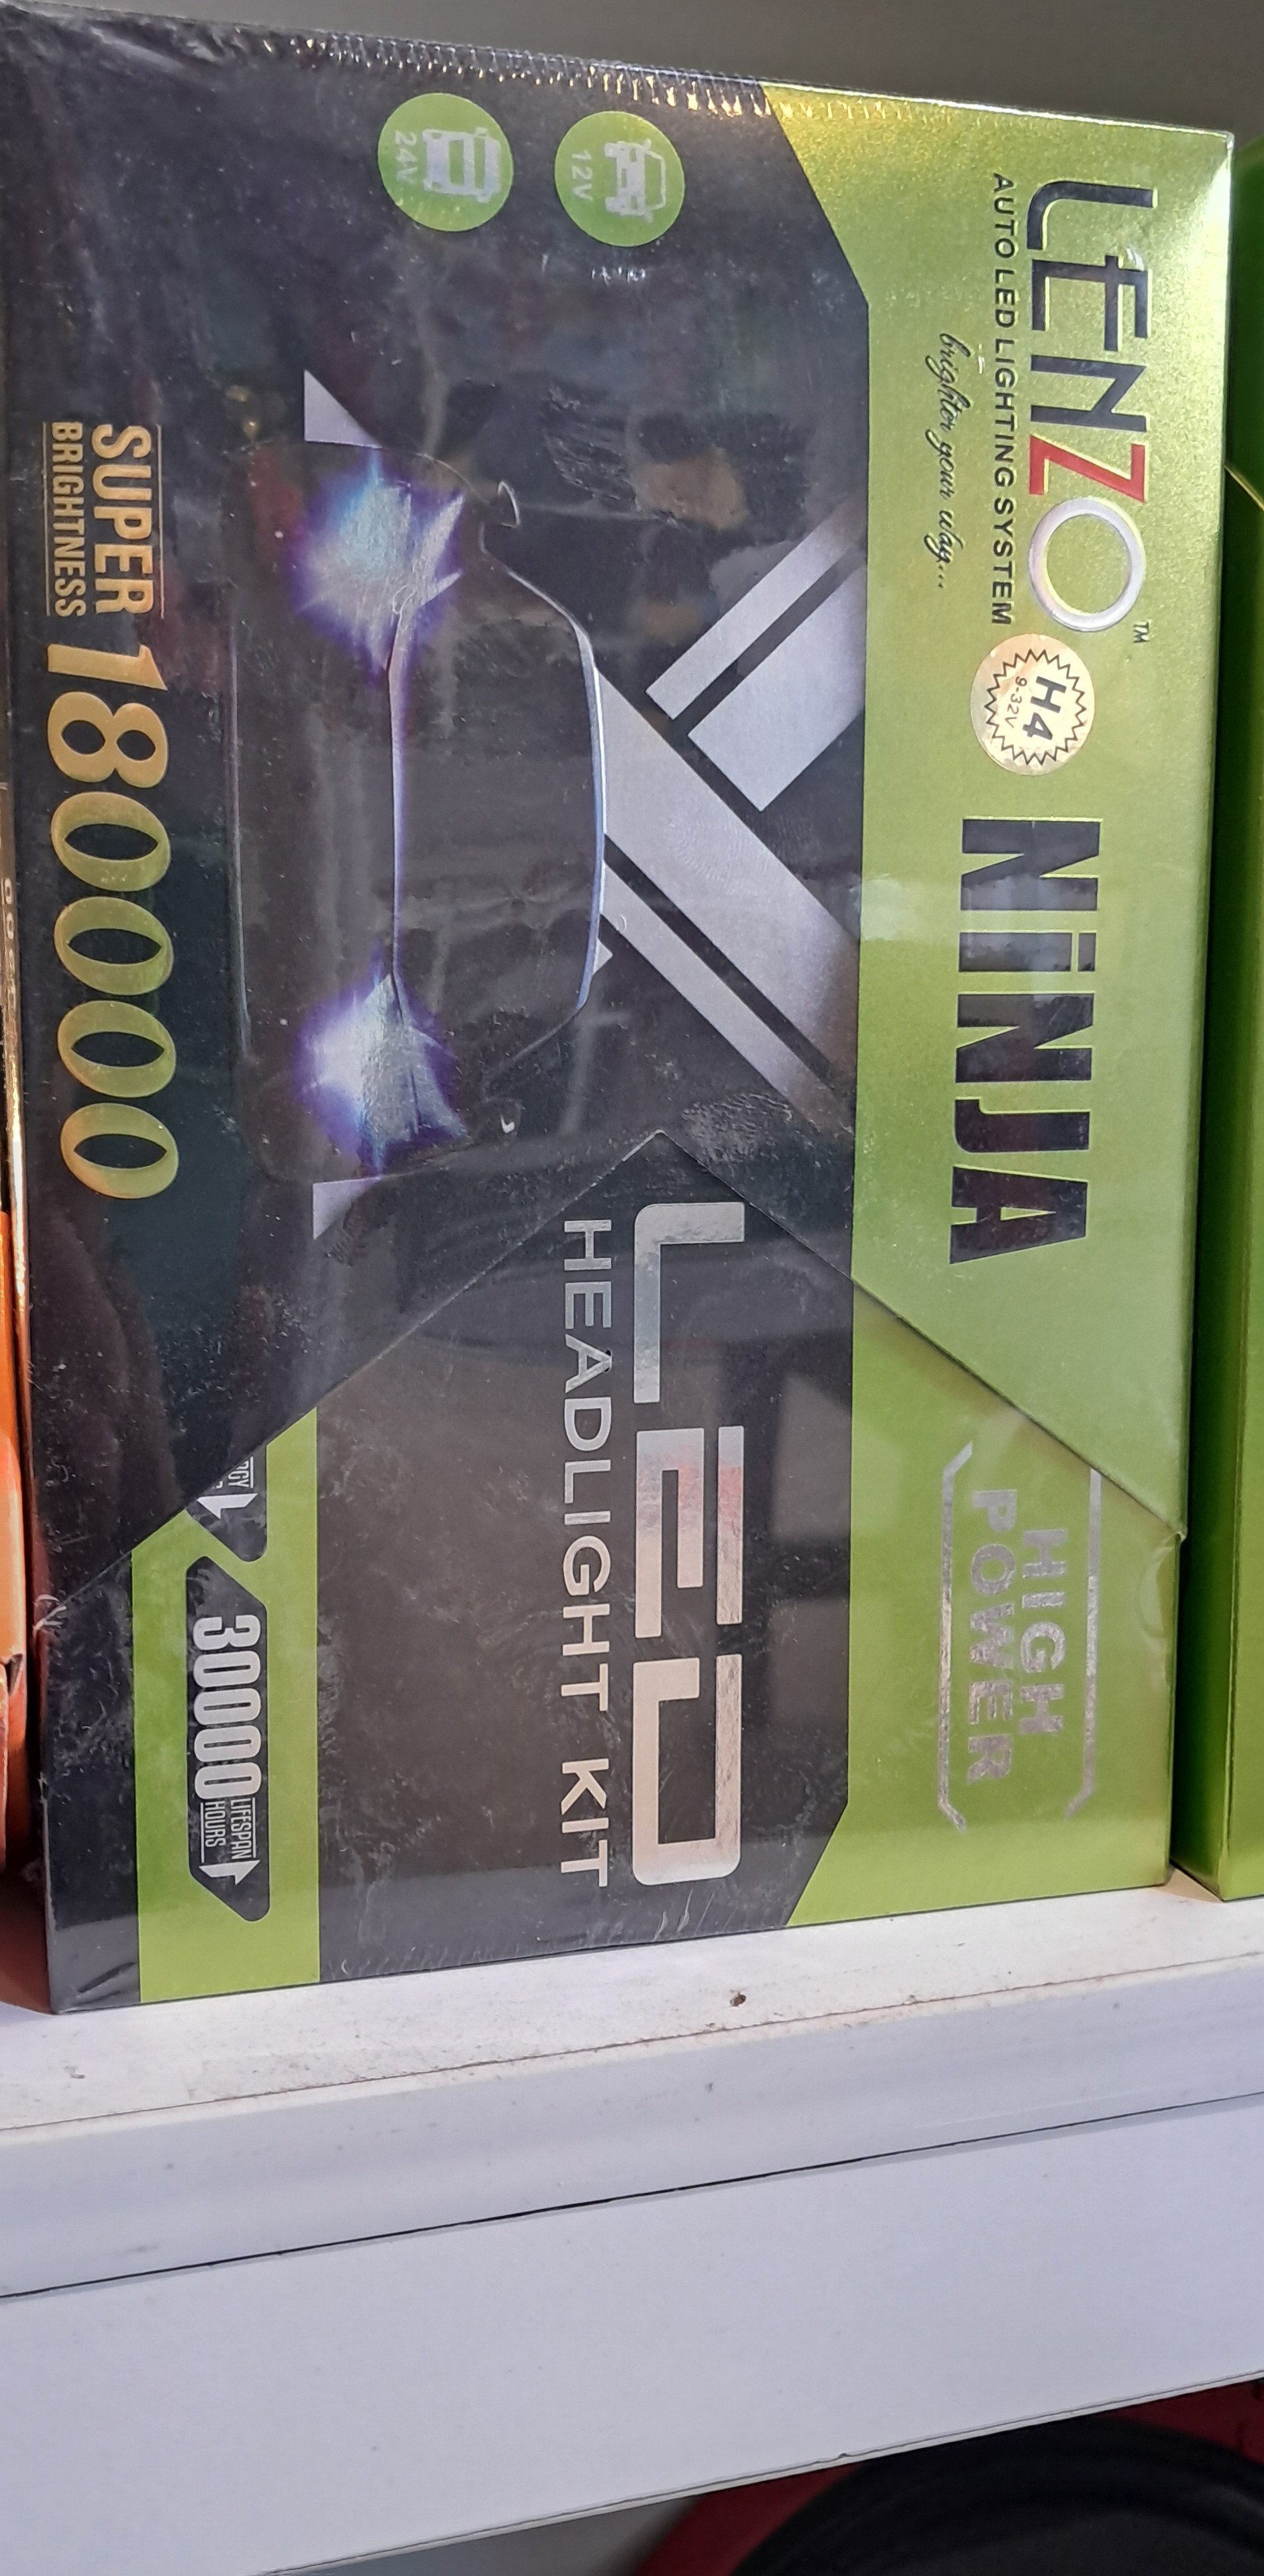 LENZO™
AUTO LED LIGHTING SYSTEM
brighter your way...
H4
9-32V
NiNJA
HIGH
POWER
12V
24V
LED
HEADLIGHT KIT
SUPER
BRIGHTNESS
180000
30000
LIFESPAN
HOURS